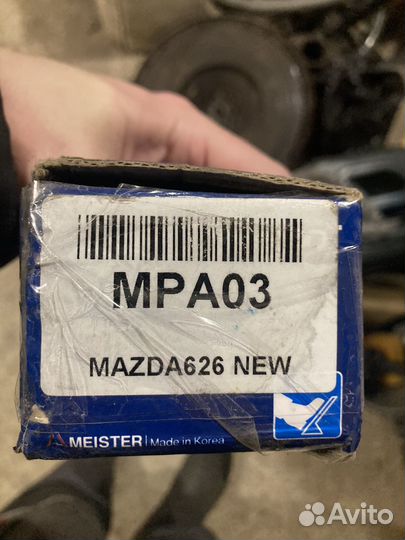 MPA03
MAZDA626 NEW
MEISTER | Made in Korea
Avito